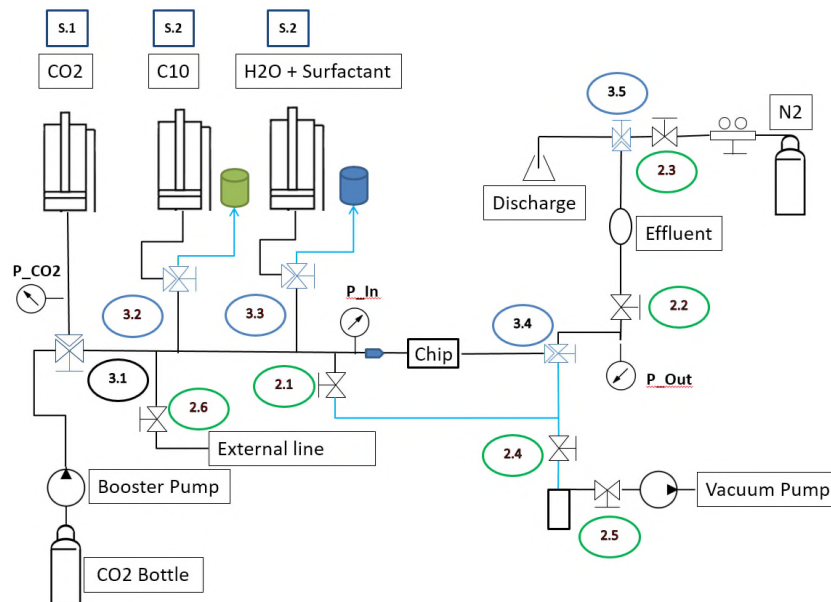 S.1
S.2
S.2
CO2
C10
H2O + Surfactant
3.5
N2
2.3
Discharge
Effluent
P_CO2
3.2
3.3
P_In
2.2
3.4
Chip
3.1
2.1
P_Out
2.6
External line
2.4
Booster Pump
Vacuum Pump
2.5
CO2 Bottle